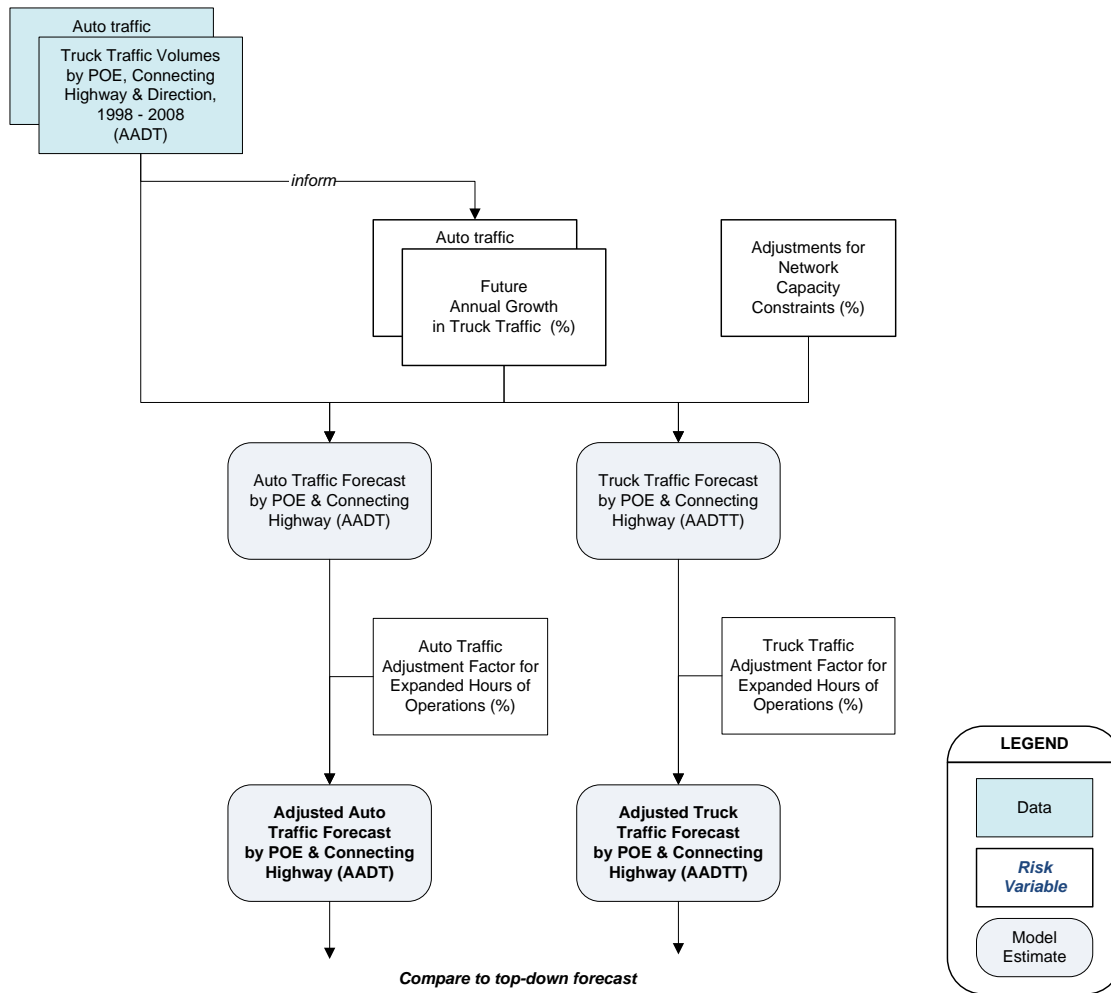 Auto traffic
Truck Traffic Volumes
by POE, Connecting
Highway & Direction,
1998 - 2008
(AADT)
inform
Auto traffic
Future
Annual Growth
in Truck Traffic (%)
Adjustments for
Network
Capacity
Constraints (%)
Auto Traffic Forecast
by POE & Connecting
Highway (AADT)
Truck Traffic Forecast
by POE & Connecting
Highway (AADTT)
Auto Traffic
Adjustment Factor for
Expanded Hours of
Operations (%)
Truck Traffic
Adjustment Factor for
Expanded Hours of
Operations (%)
Adjusted Auto
Traffic Forecast
by POE & Connecting
Highway (AADT)
Adjusted Truck
Traffic Forecast
by POE & Connecting
Highway (AADTT)
Compare to top-down forecast
LEGEND
Data
Risk
Variable
Model
Estimate